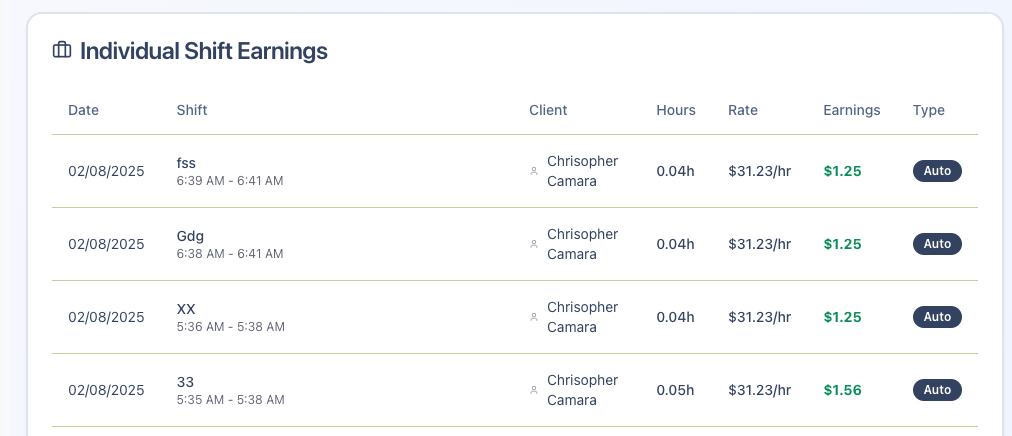 Individual Shift Earnings
Date Shift Client Hours Rate Earnings Type
02/08/2025 fss Chrisopher Camara 0.04h $31.23/hr $1.25 Auto
6:39 AM - 6:41 AM
02/08/2025 Gdg Chrisopher Camara 0.04h $31.23/hr $1.25 Auto
6:38 AM - 6:41 AM
02/08/2025 XX Chrisopher Camara 0.04h $31.23/hr $1.25 Auto
5:36 AM - 5:38 AM
02/08/2025 33 Chrisopher Camara 0.05h $31.23/hr $1.56 Auto
5:35 AM - 5:38 AM